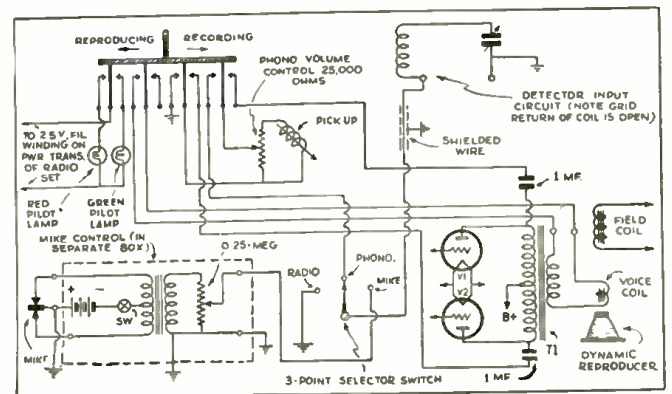 REPRODUCING
RECORDING
PHONO VOLUME
CONTROL 25,000
OHMS
PICK UP
DETECTOR INPUT
CIRCUIT (NOTE GRID
RETURN OF COIL IS OPEN)
SHIELDED
WIRE
TO 2.5 V. FIL.
WINDING ON
PWR TRANS.
OF RADIO
SET
RED
PILOT
LAMP
GREEN
PILOT
LAMP
1 MF.
FIELD
COIL
MIKE CONTROL (IN
SEPARATE BOX)
0.25-MEG
+ -
SW
MIKE
RADIO
PHONO.
MIKE
V1
V2
B+
VOICE
COIL
T1
DYNAMIC
REPRODUCER
1 MF
3-POINT SELECTOR SWITCH